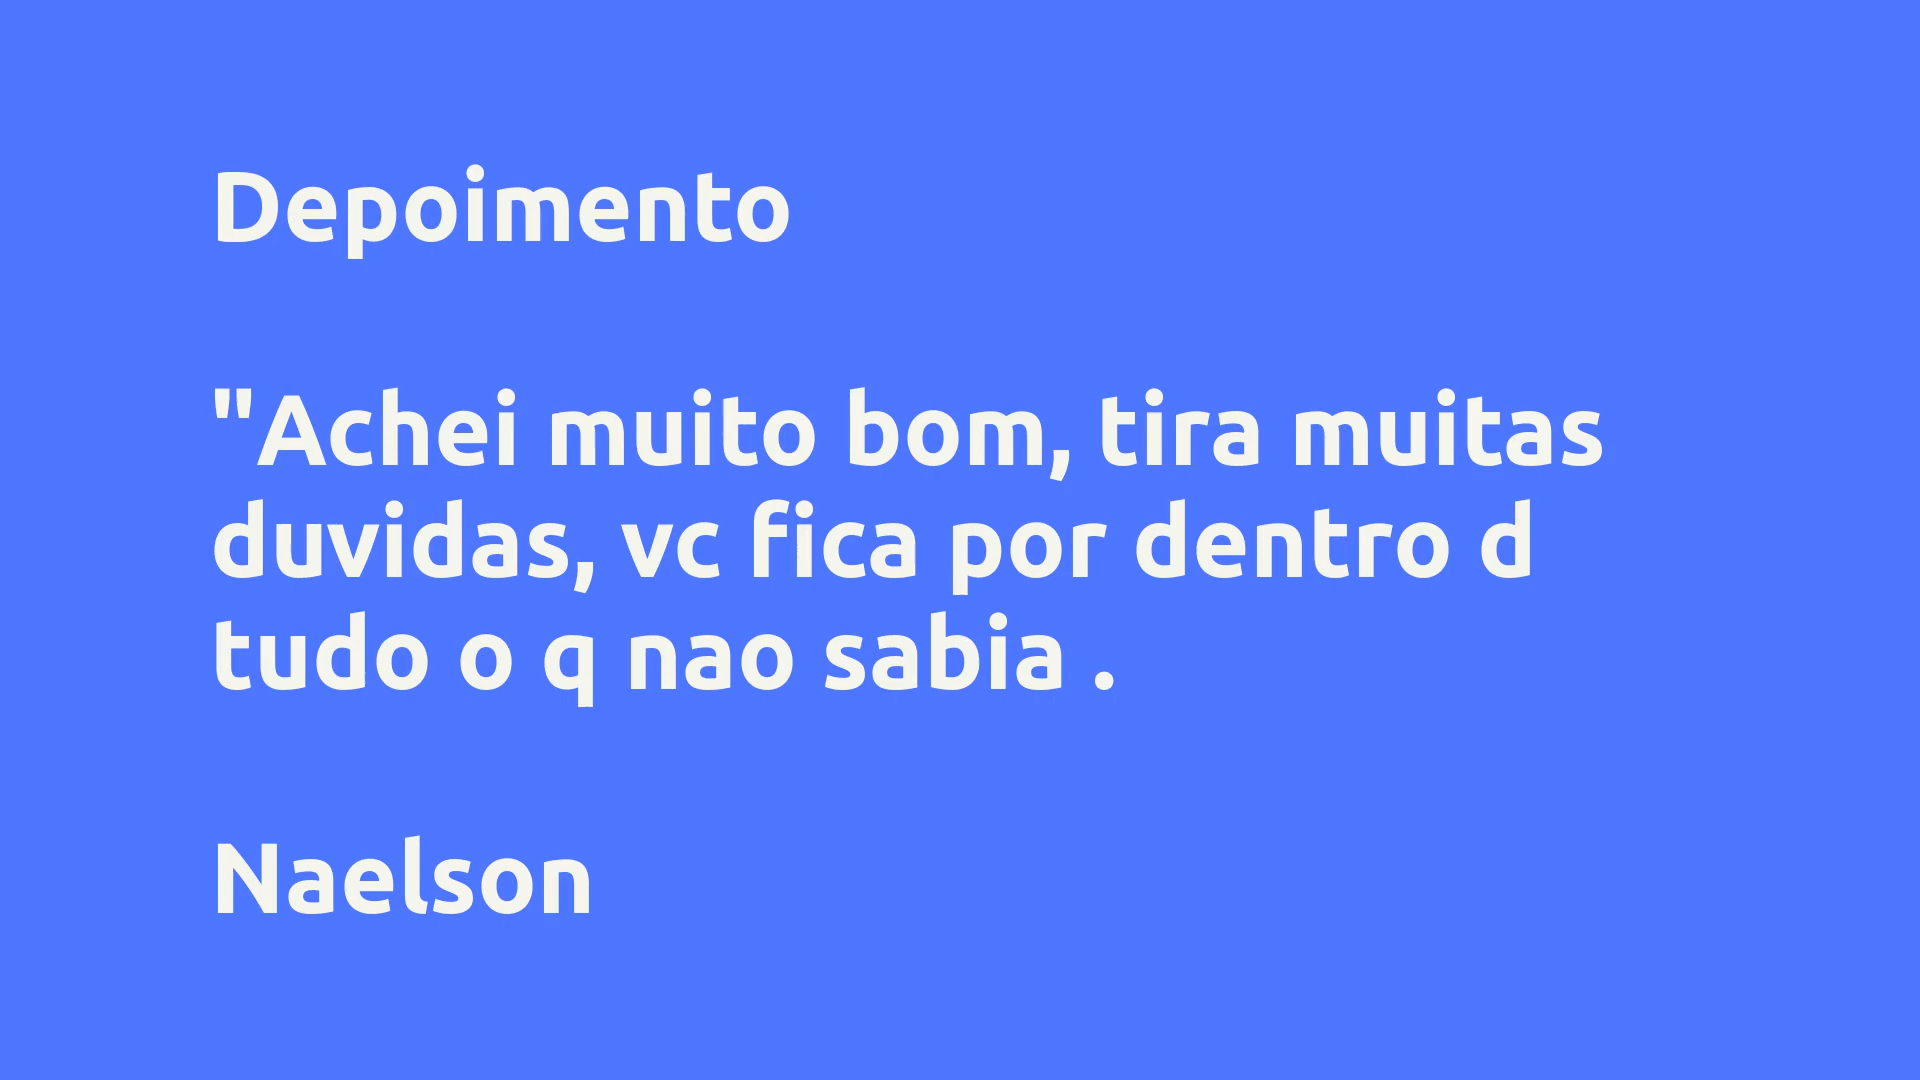 Depoimento
"Achei muito bom, tira muitas
duvidas, vc fica por dentro d
tudo o q nao sabia .
Naelson